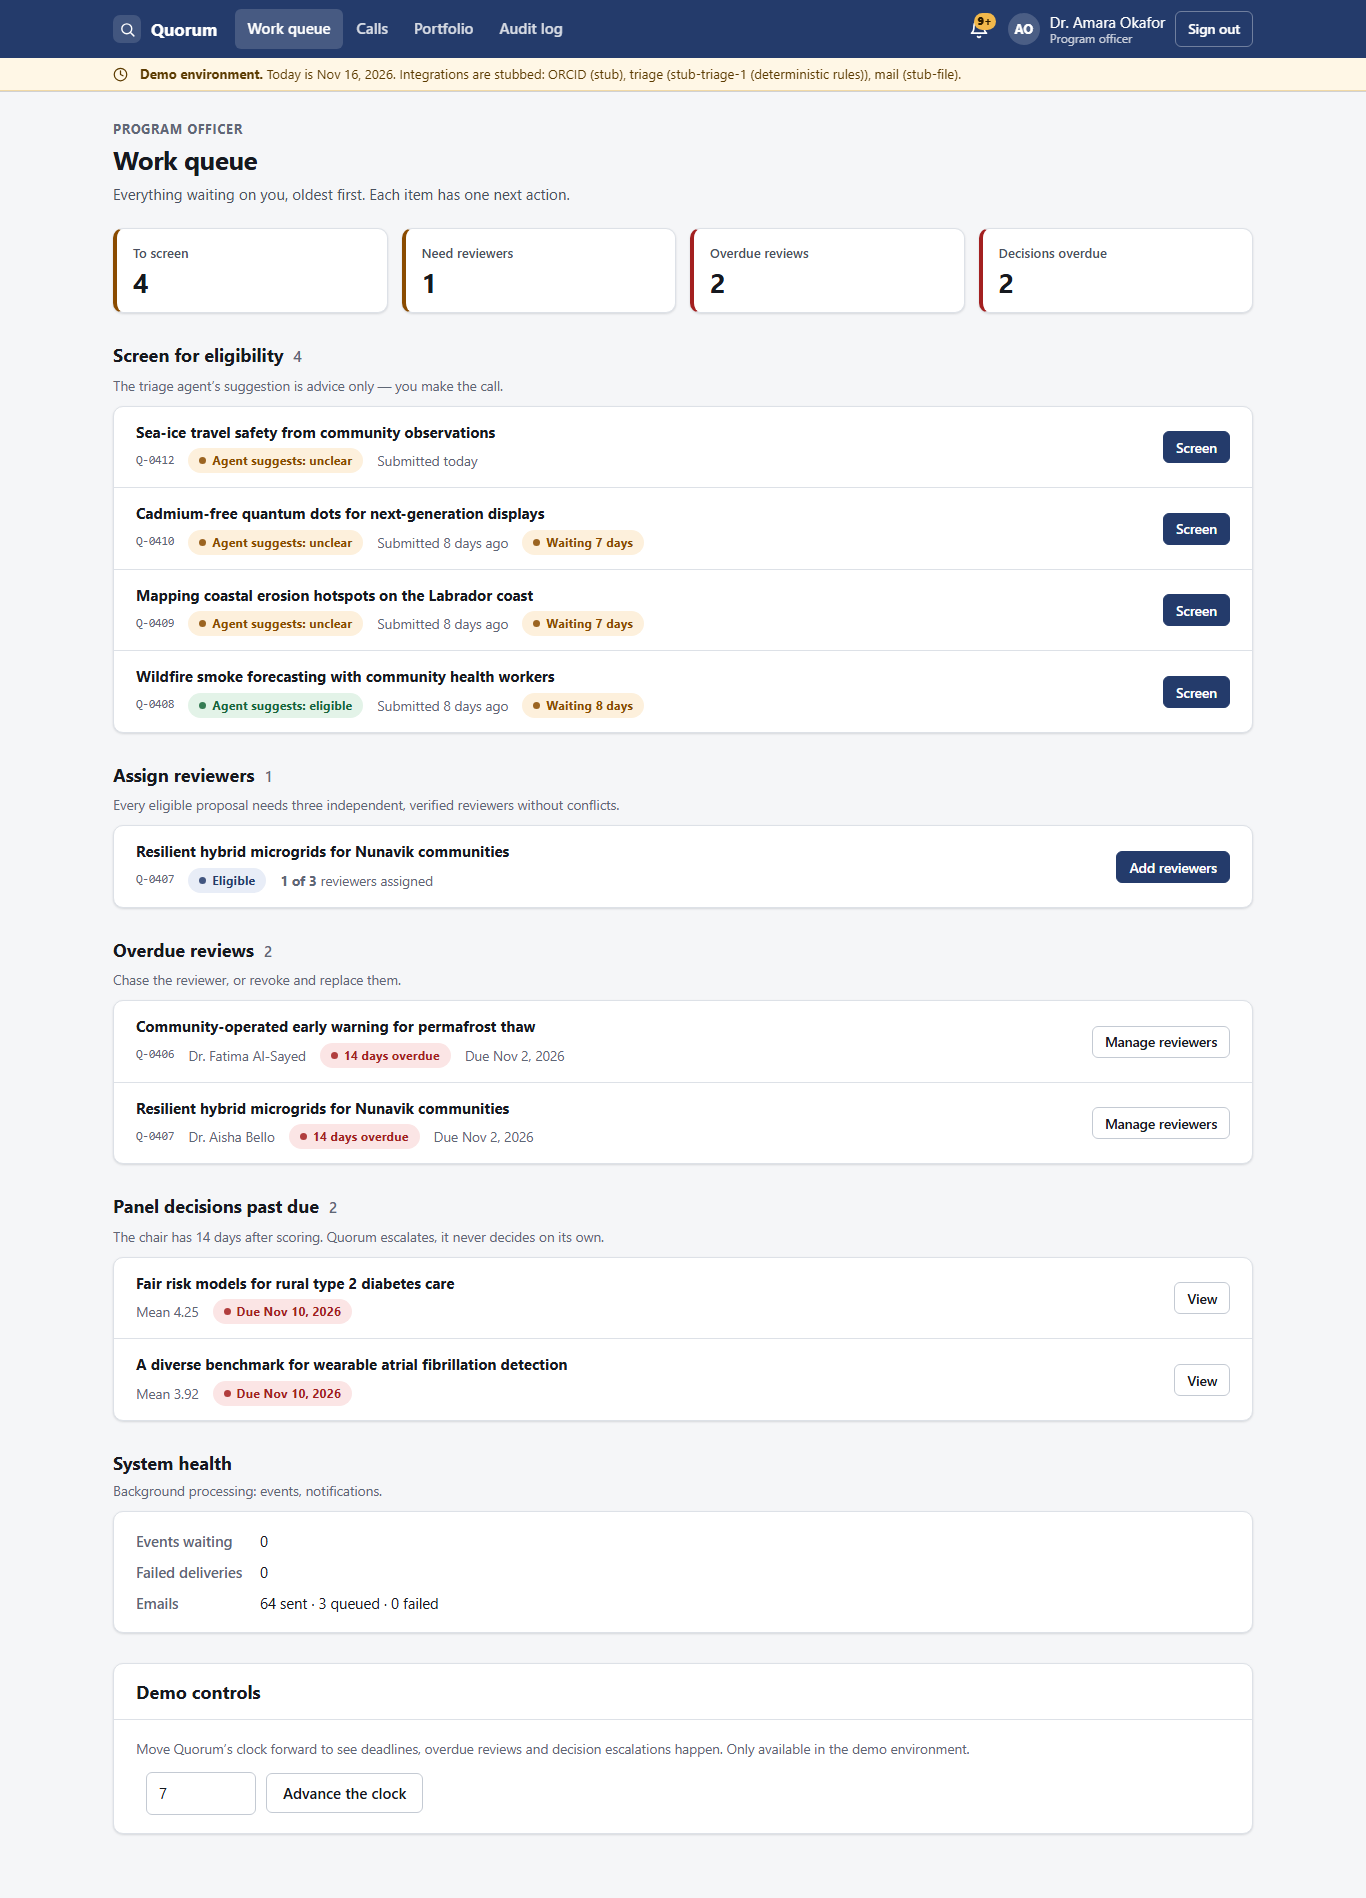 Quorum
Work queue
Calls
Portfolio
Audit log
9+
AO
Dr. Amara Okafor
Program officer
Sign out
Demo environment. Today is Nov 16, 2026. Integrations are stubbed: ORCID (stub), triage (stub-triage-1 (deterministic rules)), mail (stub-file).
PROGRAM OFFICER
Work queue
Everything waiting on you, oldest first. Each item has one next action.
To screen
4
Need reviewers
1
Overdue reviews
2
Decisions overdue
2
Screen for eligibility 4
The triage agent's suggestion is advice only — you make the call.
Sea-ice travel safety from community observations
Q-0412 Agent suggests: unclear Submitted today
Screen
Cadmium-free quantum dots for next-generation displays
Q-0410 Agent suggests: unclear Submitted 8 days ago Waiting 7 days
Screen
Mapping coastal erosion hotspots on the Labrador coast
Q-0409 Agent suggests: unclear Submitted 8 days ago Waiting 7 days
Screen
Wildfire smoke forecasting with community health workers
Q-0408 Agent suggests: eligible Submitted 8 days ago Waiting 8 days
Screen
Assign reviewers 1
Every eligible proposal needs three independent, verified reviewers without conflicts.
Resilient hybrid microgrids for Nunavik communities
Q-0407 Eligible 1 of 3 reviewers assigned
Add reviewers
Overdue reviews 2
Chase the reviewer, or revoke and replace them.
Community-operated early warning for permafrost thaw
Q-0406 Dr. Fatima Al-Sayed 14 days overdue Due Nov 2, 2026
Manage reviewers
Resilient hybrid microgrids for Nunavik communities
Q-0407 Dr. Aisha Bello 14 days overdue Due Nov 2, 2026
Manage reviewers
Panel decisions past due 2
The chair has 14 days after scoring. Quorum escalates, it never decides on its own.
Fair risk models for rural type 2 diabetes care
Mean 4.25 Due Nov 10, 2026
View
A diverse benchmark for wearable atrial fibrillation detection
Mean 3.92 Due Nov 10, 2026
View
System health
Background processing: events, notifications.
Events waiting 0
Failed deliveries 0
Emails 64 sent · 3 queued · 0 failed
Demo controls
Move Quorum's clock forward to see deadlines, overdue reviews and decision escalations happen. Only available in the demo environment.
7
Advance the clock